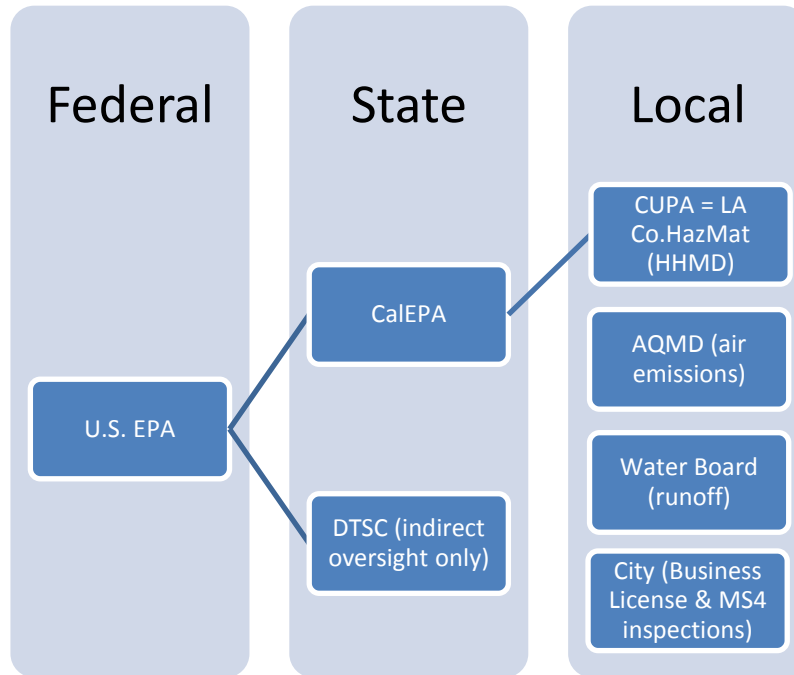 Federal
State
Local
U.S. EPA
CalEPA
DTSC (indirect
oversight only)
CUPA = LA
Co.HazMat
(HHMD)
AQMD (air
emissions)
Water Board
(runoff)
City (Business
License & MS4
inspections)